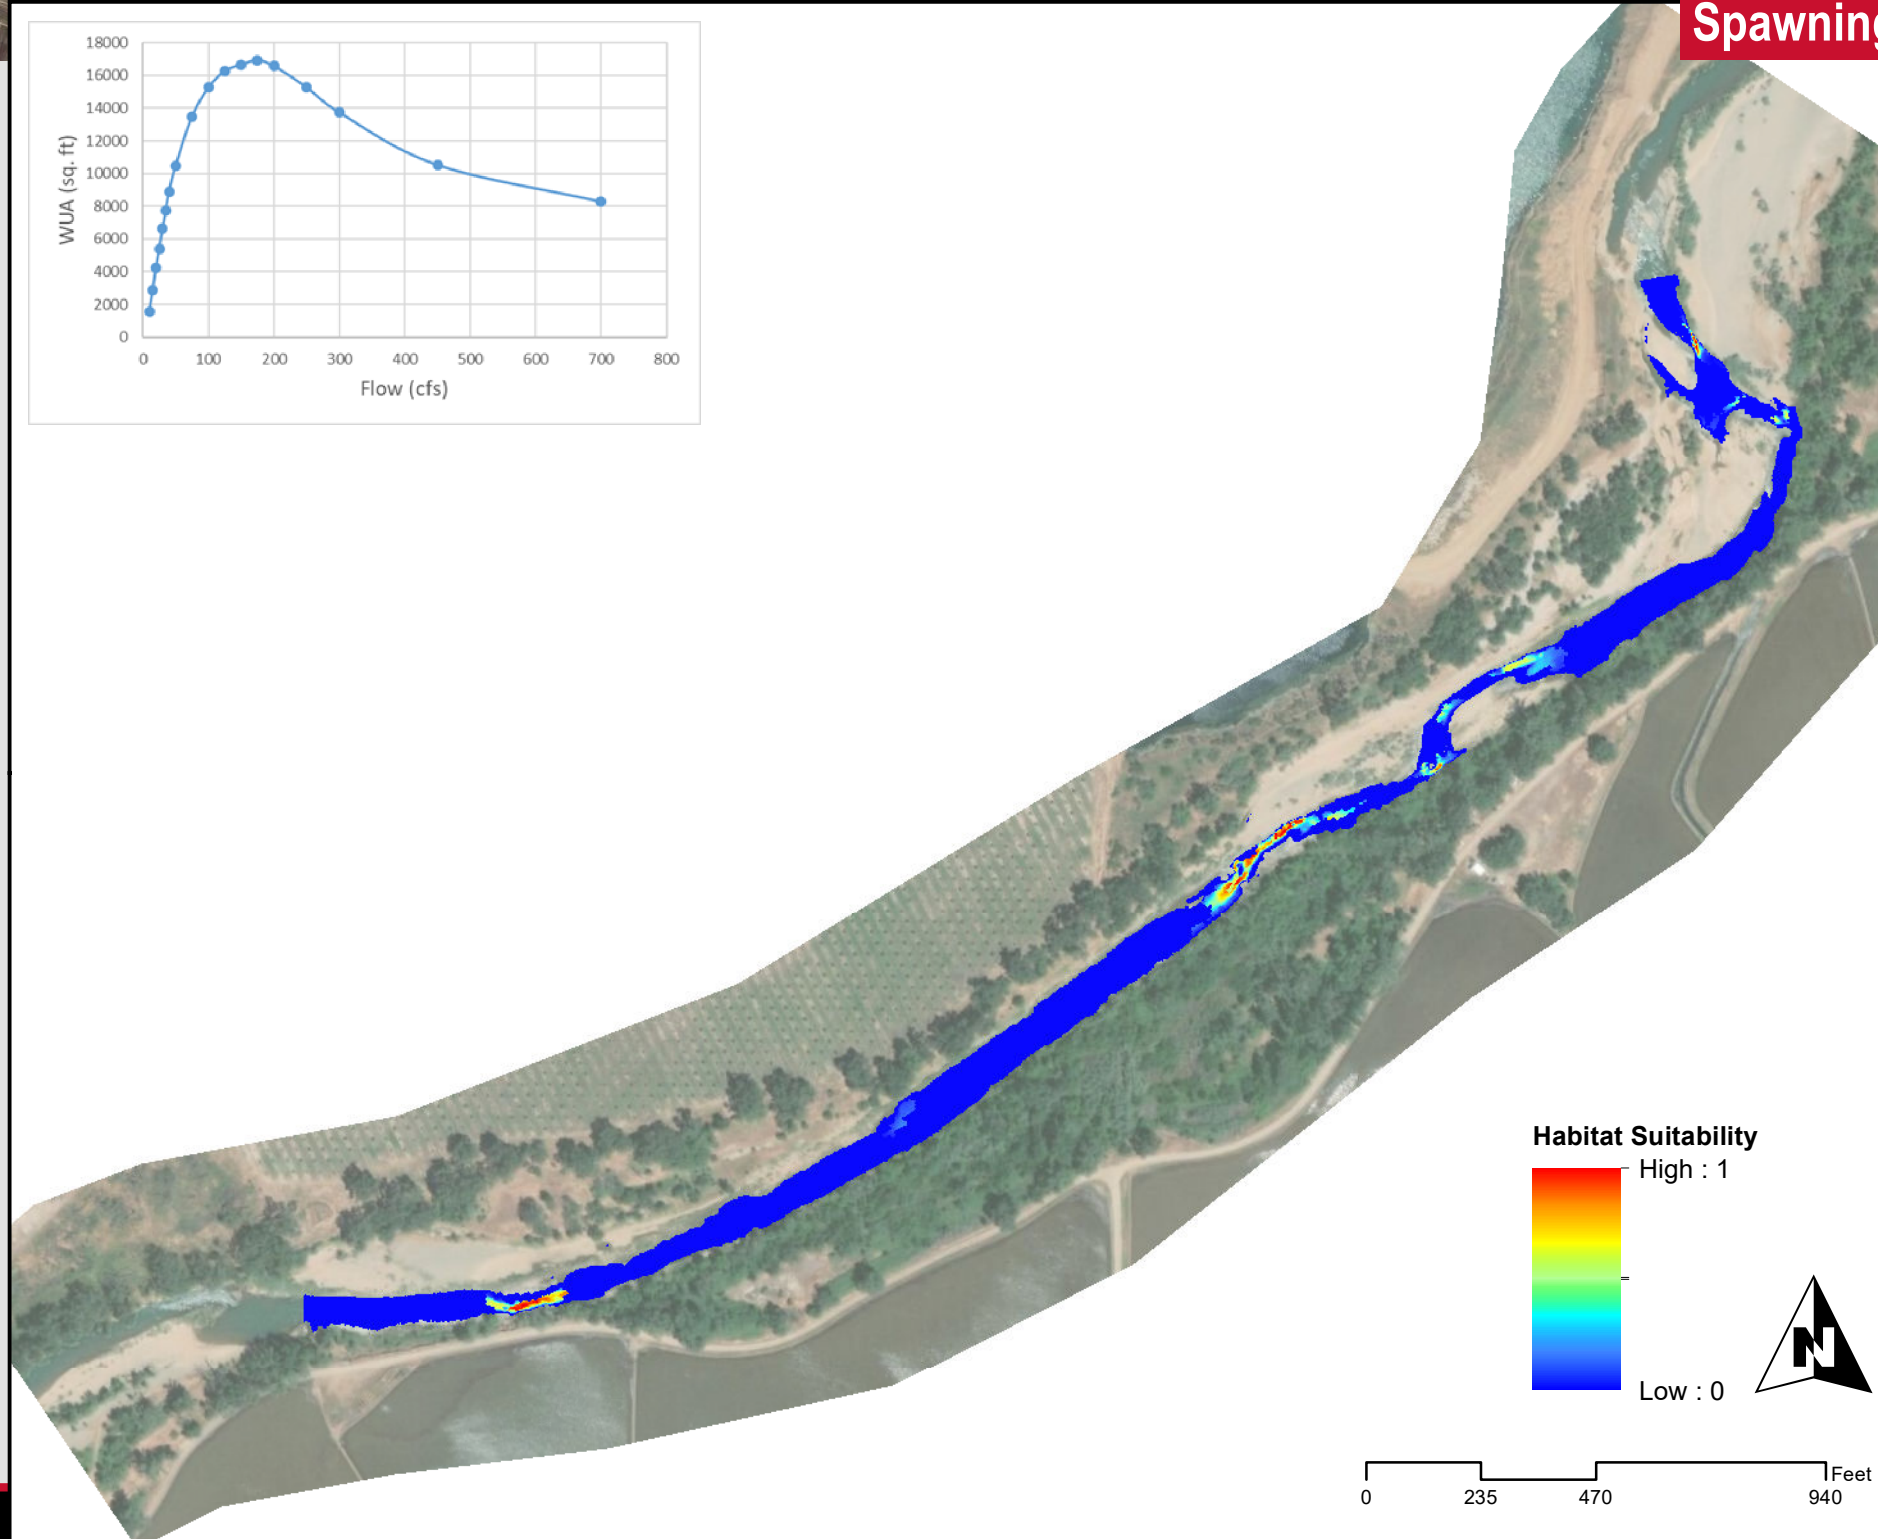 Spawning
18000
16000
14000
12000
10000
8000
6000
4000
2000
0
WUA (sq. ft)
0 100 200 300 400 500 600 700 800
Flow (cfs)
Habitat Suitability
High : 1
Low : 0
N
Feet
0 235 470 940